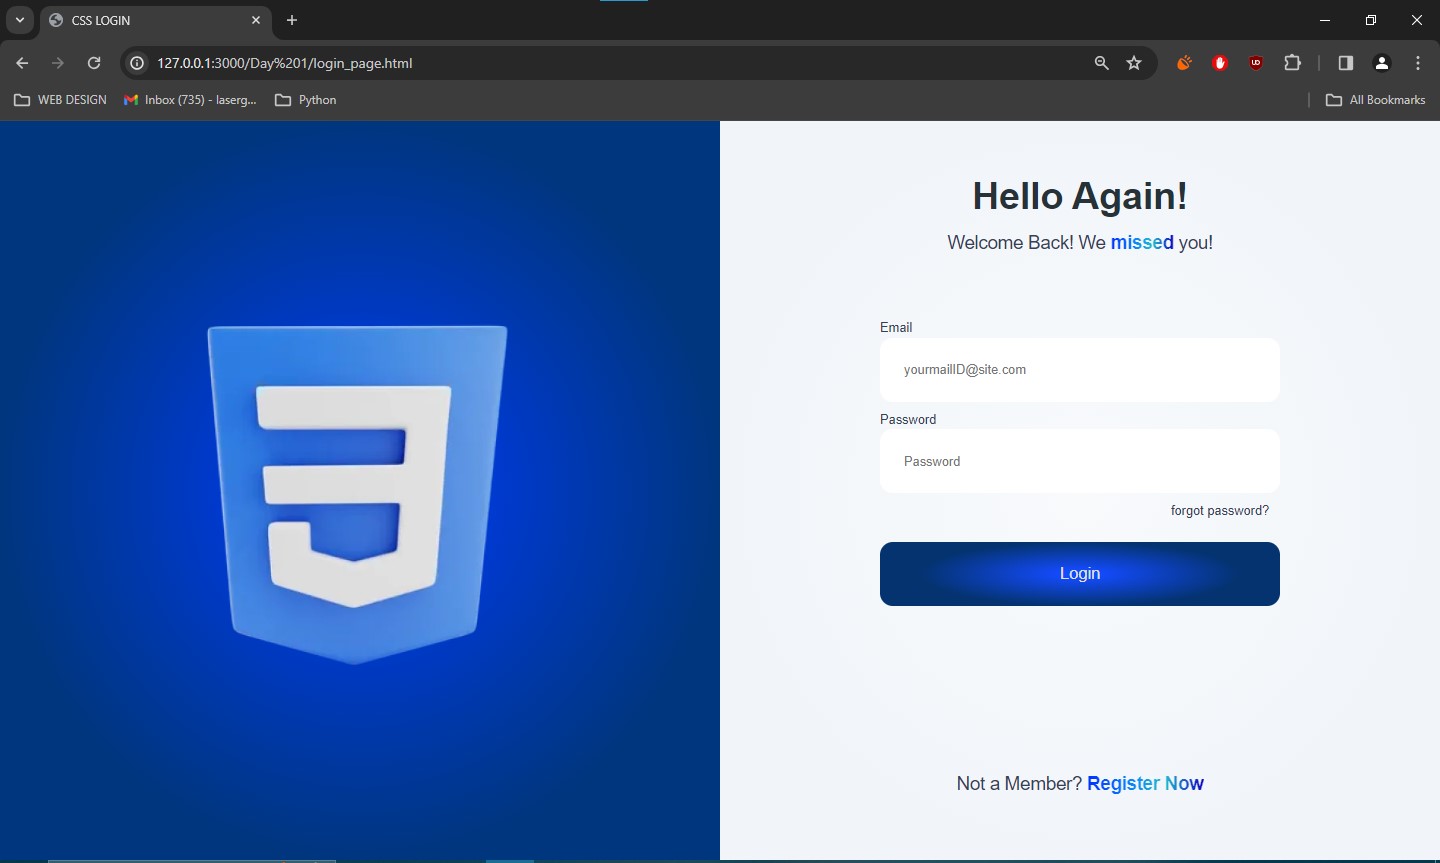 CSS LOGIN
127.0.0.1:3000/Day%201/login_page.html
WEB DESIGN
Inbox (735) - laserg...
Python
All Bookmarks
Hello Again!
Welcome Back! We missed you!
Email
yourmailID@site.com
Password
Password
forgot password?
Login
Not a Member? Register Now